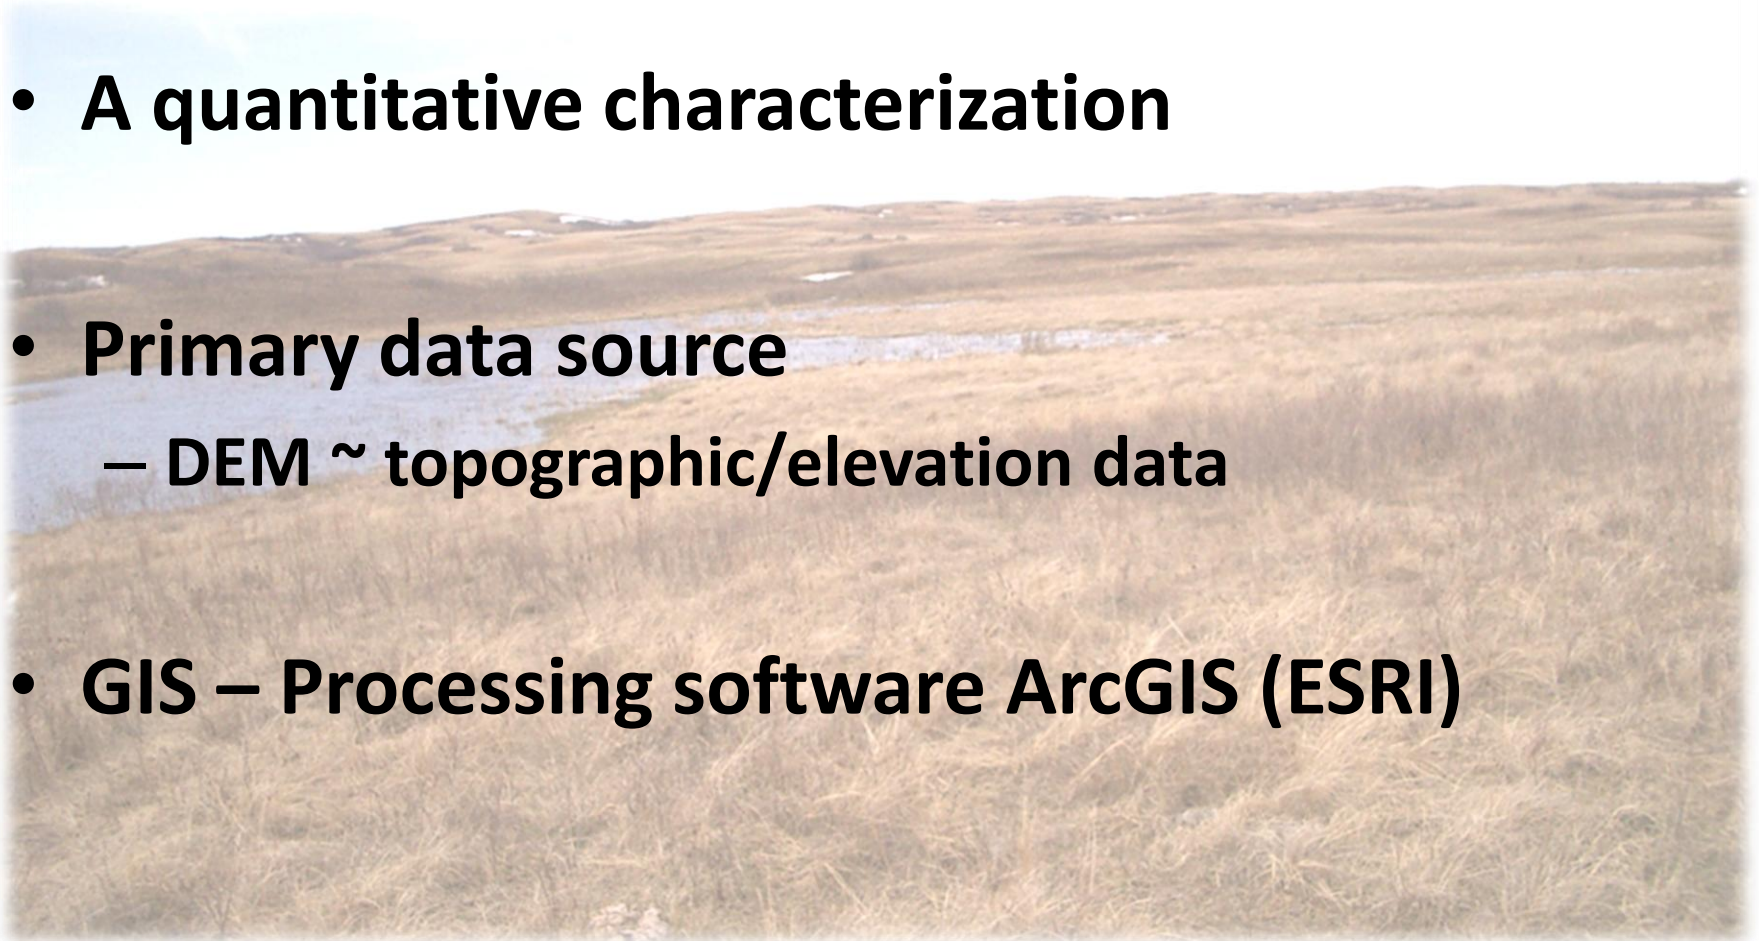 • A quantitative characterization
• Primary data source
– DEM ~ topographic/elevation data
• GIS – Processing software ArcGIS (ESRI)